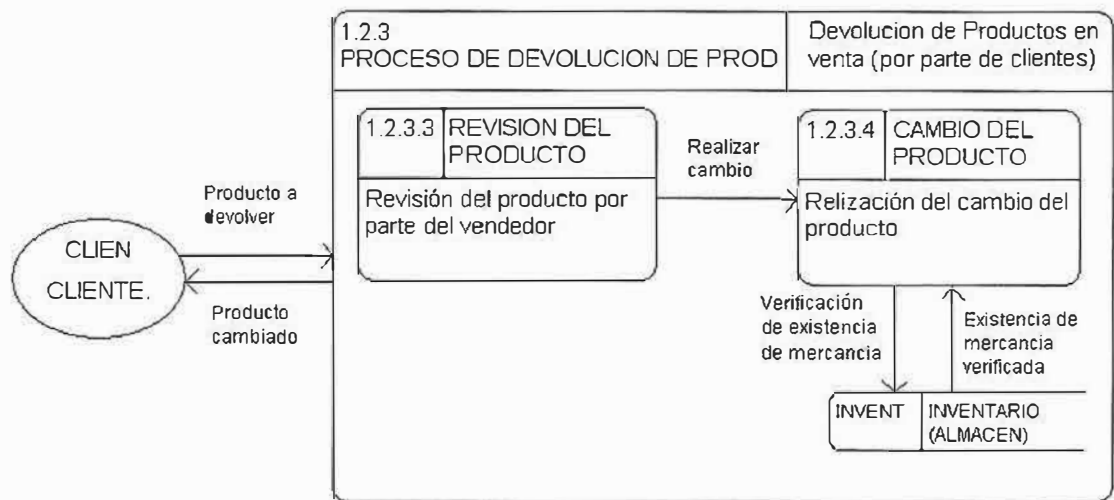 1.2.3
PROCESO DE DEVOLUCION DE PROD
Devolucion de Productos en
venta (por parte de clientes)
1.2.3.3
REVISION DEL
PRODUCTO
Revisión del producto por
parte del vendedor
Realizar
cambio
1.2.3.4
CAMBIO DEL
PRODUCTO
Relización del cambio del
producto
Producto a
devolver
CLIEN
CLIENTE.
Producto
cambiado
Verificación
de existencia
de mercancia
Existencia de
mercancia
verificada
INVENT
INVENTARIO
(ALMACEN)